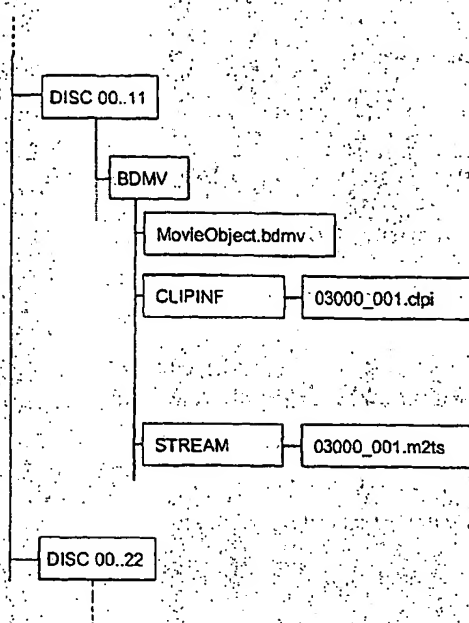 DISC 00..11
BDMV
MovieObject.bdmv
CLIPINF
03000_001.clpi
STREAM
03000_001.m2ts
DISC 00..22